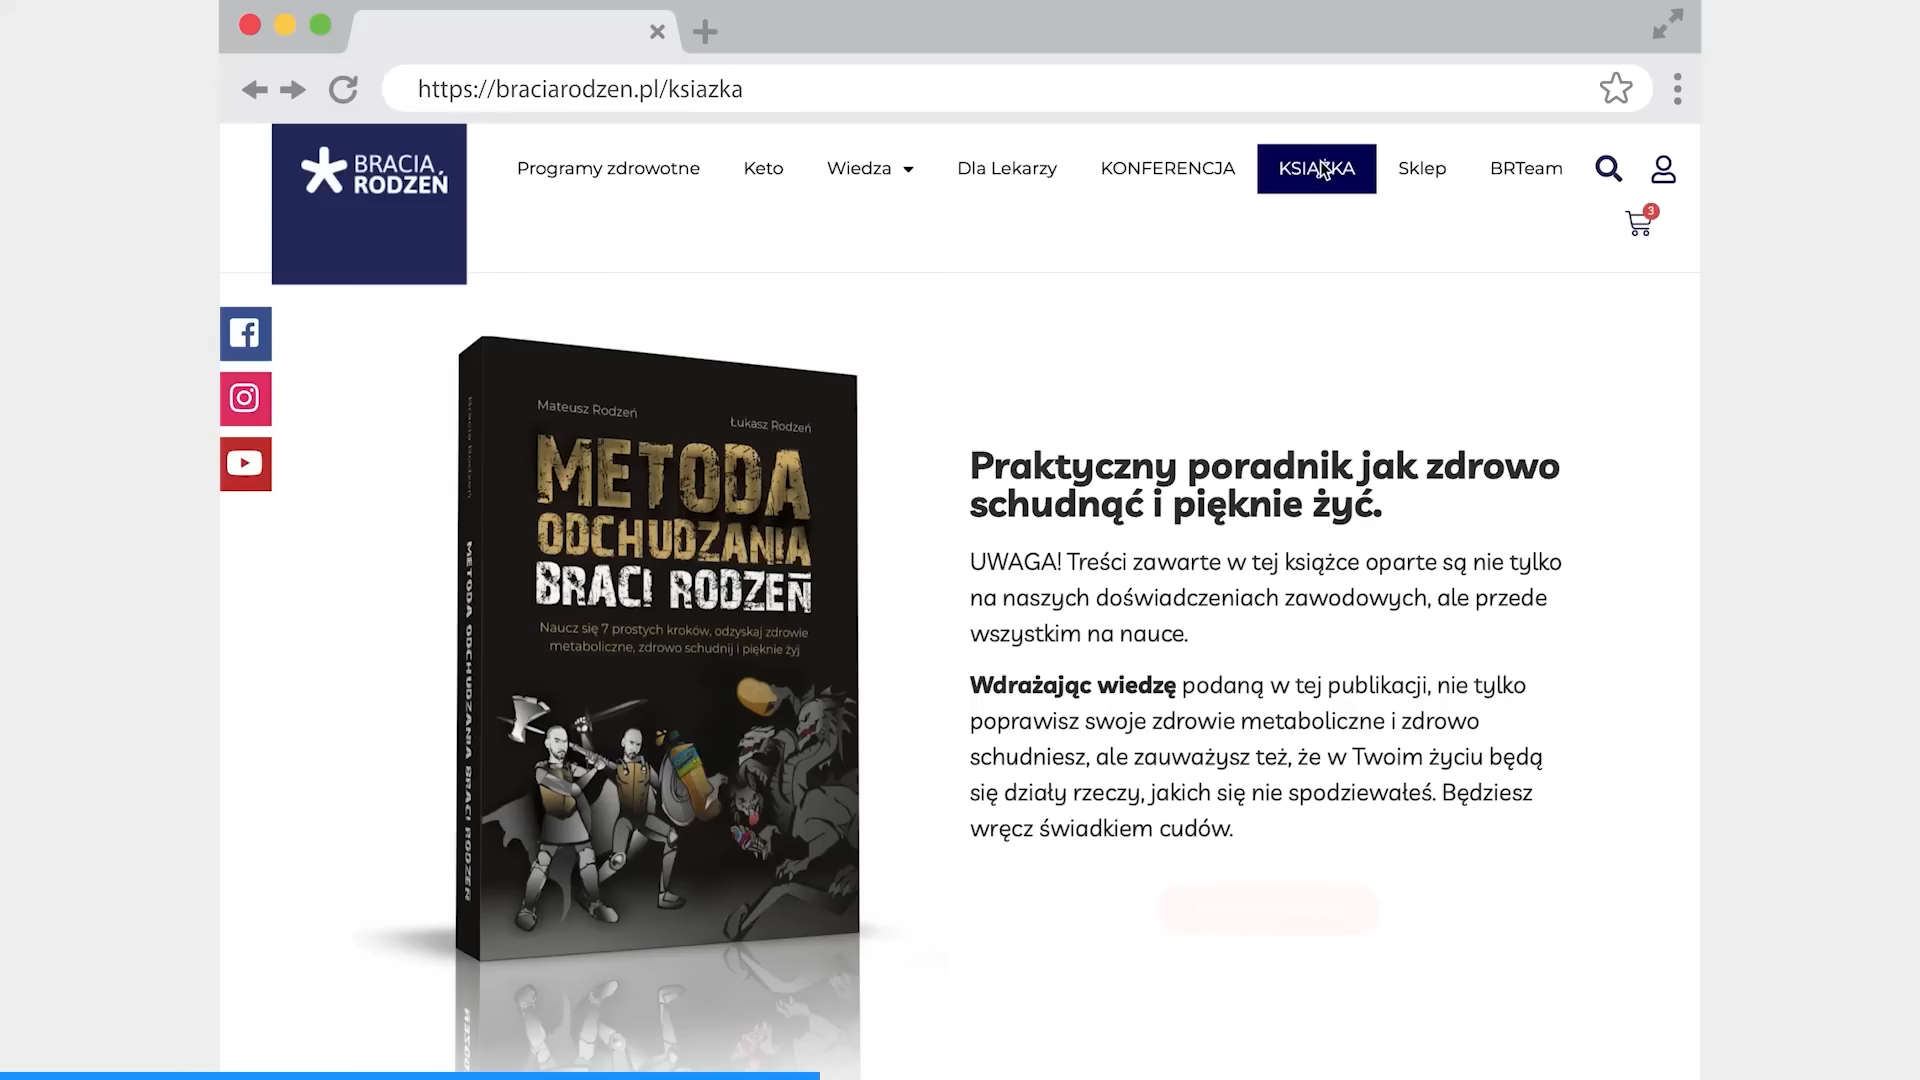 https://braciarodzen.pl/ksiazka
BRACIA
RODZEŃ
Programy zdrowotne
Keto
Wiedza
Dla Lekarzy
KONFERENCJA
KSIĄŻKA
Sklep
BRTeam
3
Mateusz Rodzeń
Łukasz Rodzeń
METODA
ODCHUDZANIA
BRACI RODZEŃ
Naucz się 7 prostych kroków, odzyskaj zdrowie
metaboliczne, zdrowo schudnij i pięknie żyj
Bracia Rodzeń
METODA ODCHUDZANIA BRACI RODZEŃ
Praktyczny poradnik jak zdrowo
schudnąć i pięknie żyć.
UWAGA! Treści zawarte w tej książce oparte są nie tylko
na naszych doświadczeniach zawodowych, ale przede
wszystkim na nauce.
Wdrażając wiedzę podaną w tej publikacji, nie tylko
poprawisz swoje zdrowie metaboliczne i zdrowo
schudniesz, ale zauważysz też, że w Twoim życiu będą
się działy rzeczy, jakich się nie spodziewałeś. Będziesz
wręcz świadkiem cudów.